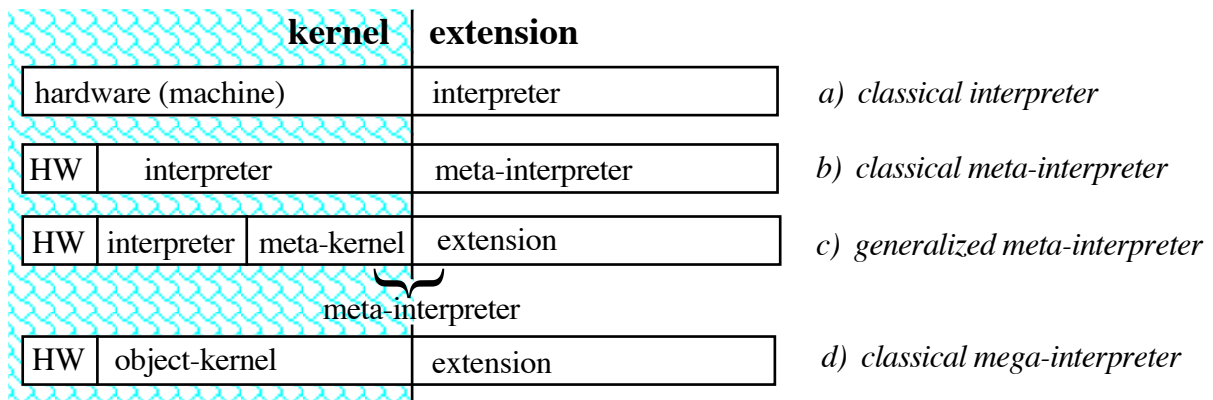 kernel extension
hardware (machine) interpreter a) classical interpreter
HW interpreter meta-interpreter b) classical meta-interpreter
HW interpreter meta-kernel extension c) generalized meta-interpreter
meta-interpreter
HW object-kernel extension d) classical mega-interpreter